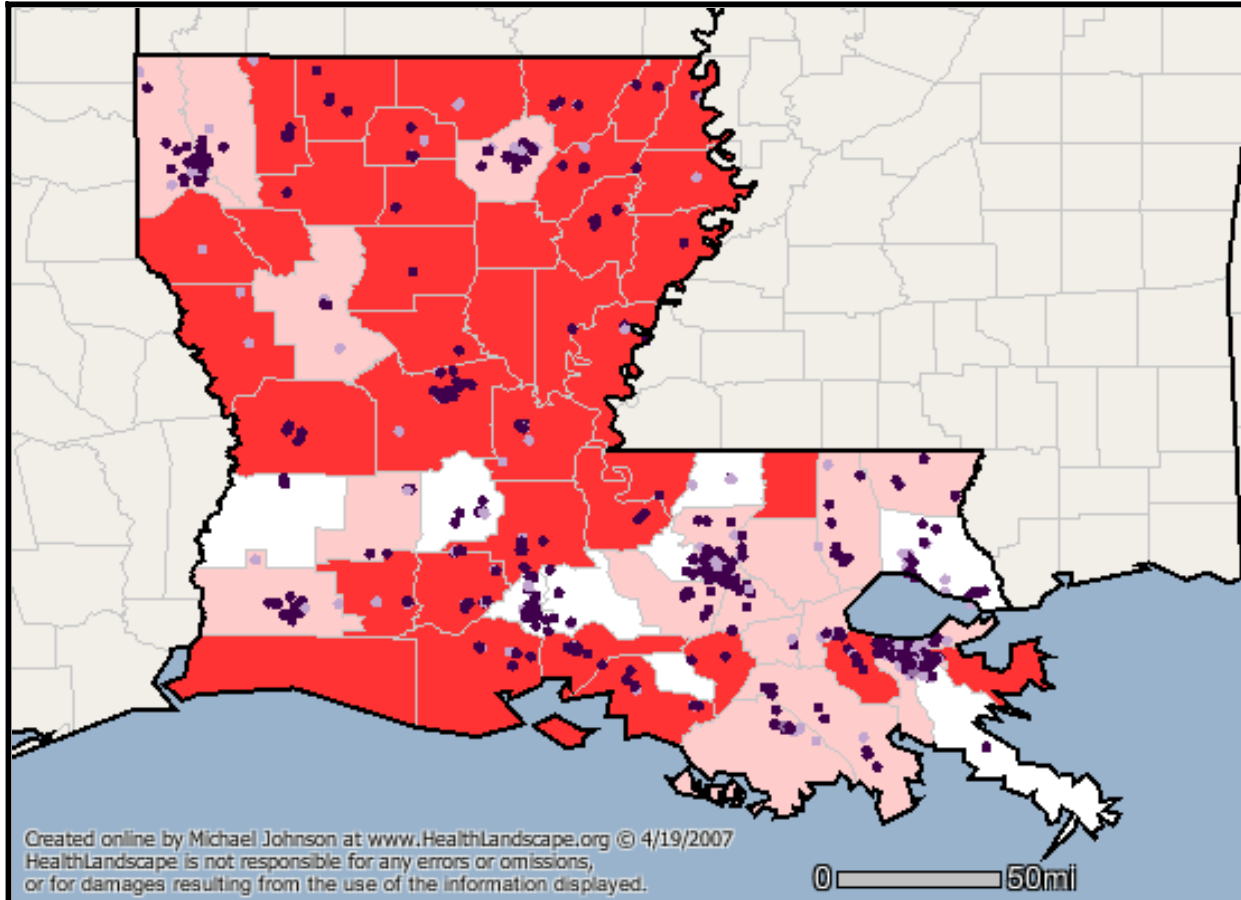 Created online by Michael Johnson at www.HealthLandscape.org © 4/19/2007
HealthLandscape is not responsible for any errors or omissions,
or for damages resulting from the use of the information displayed.
0 50mi